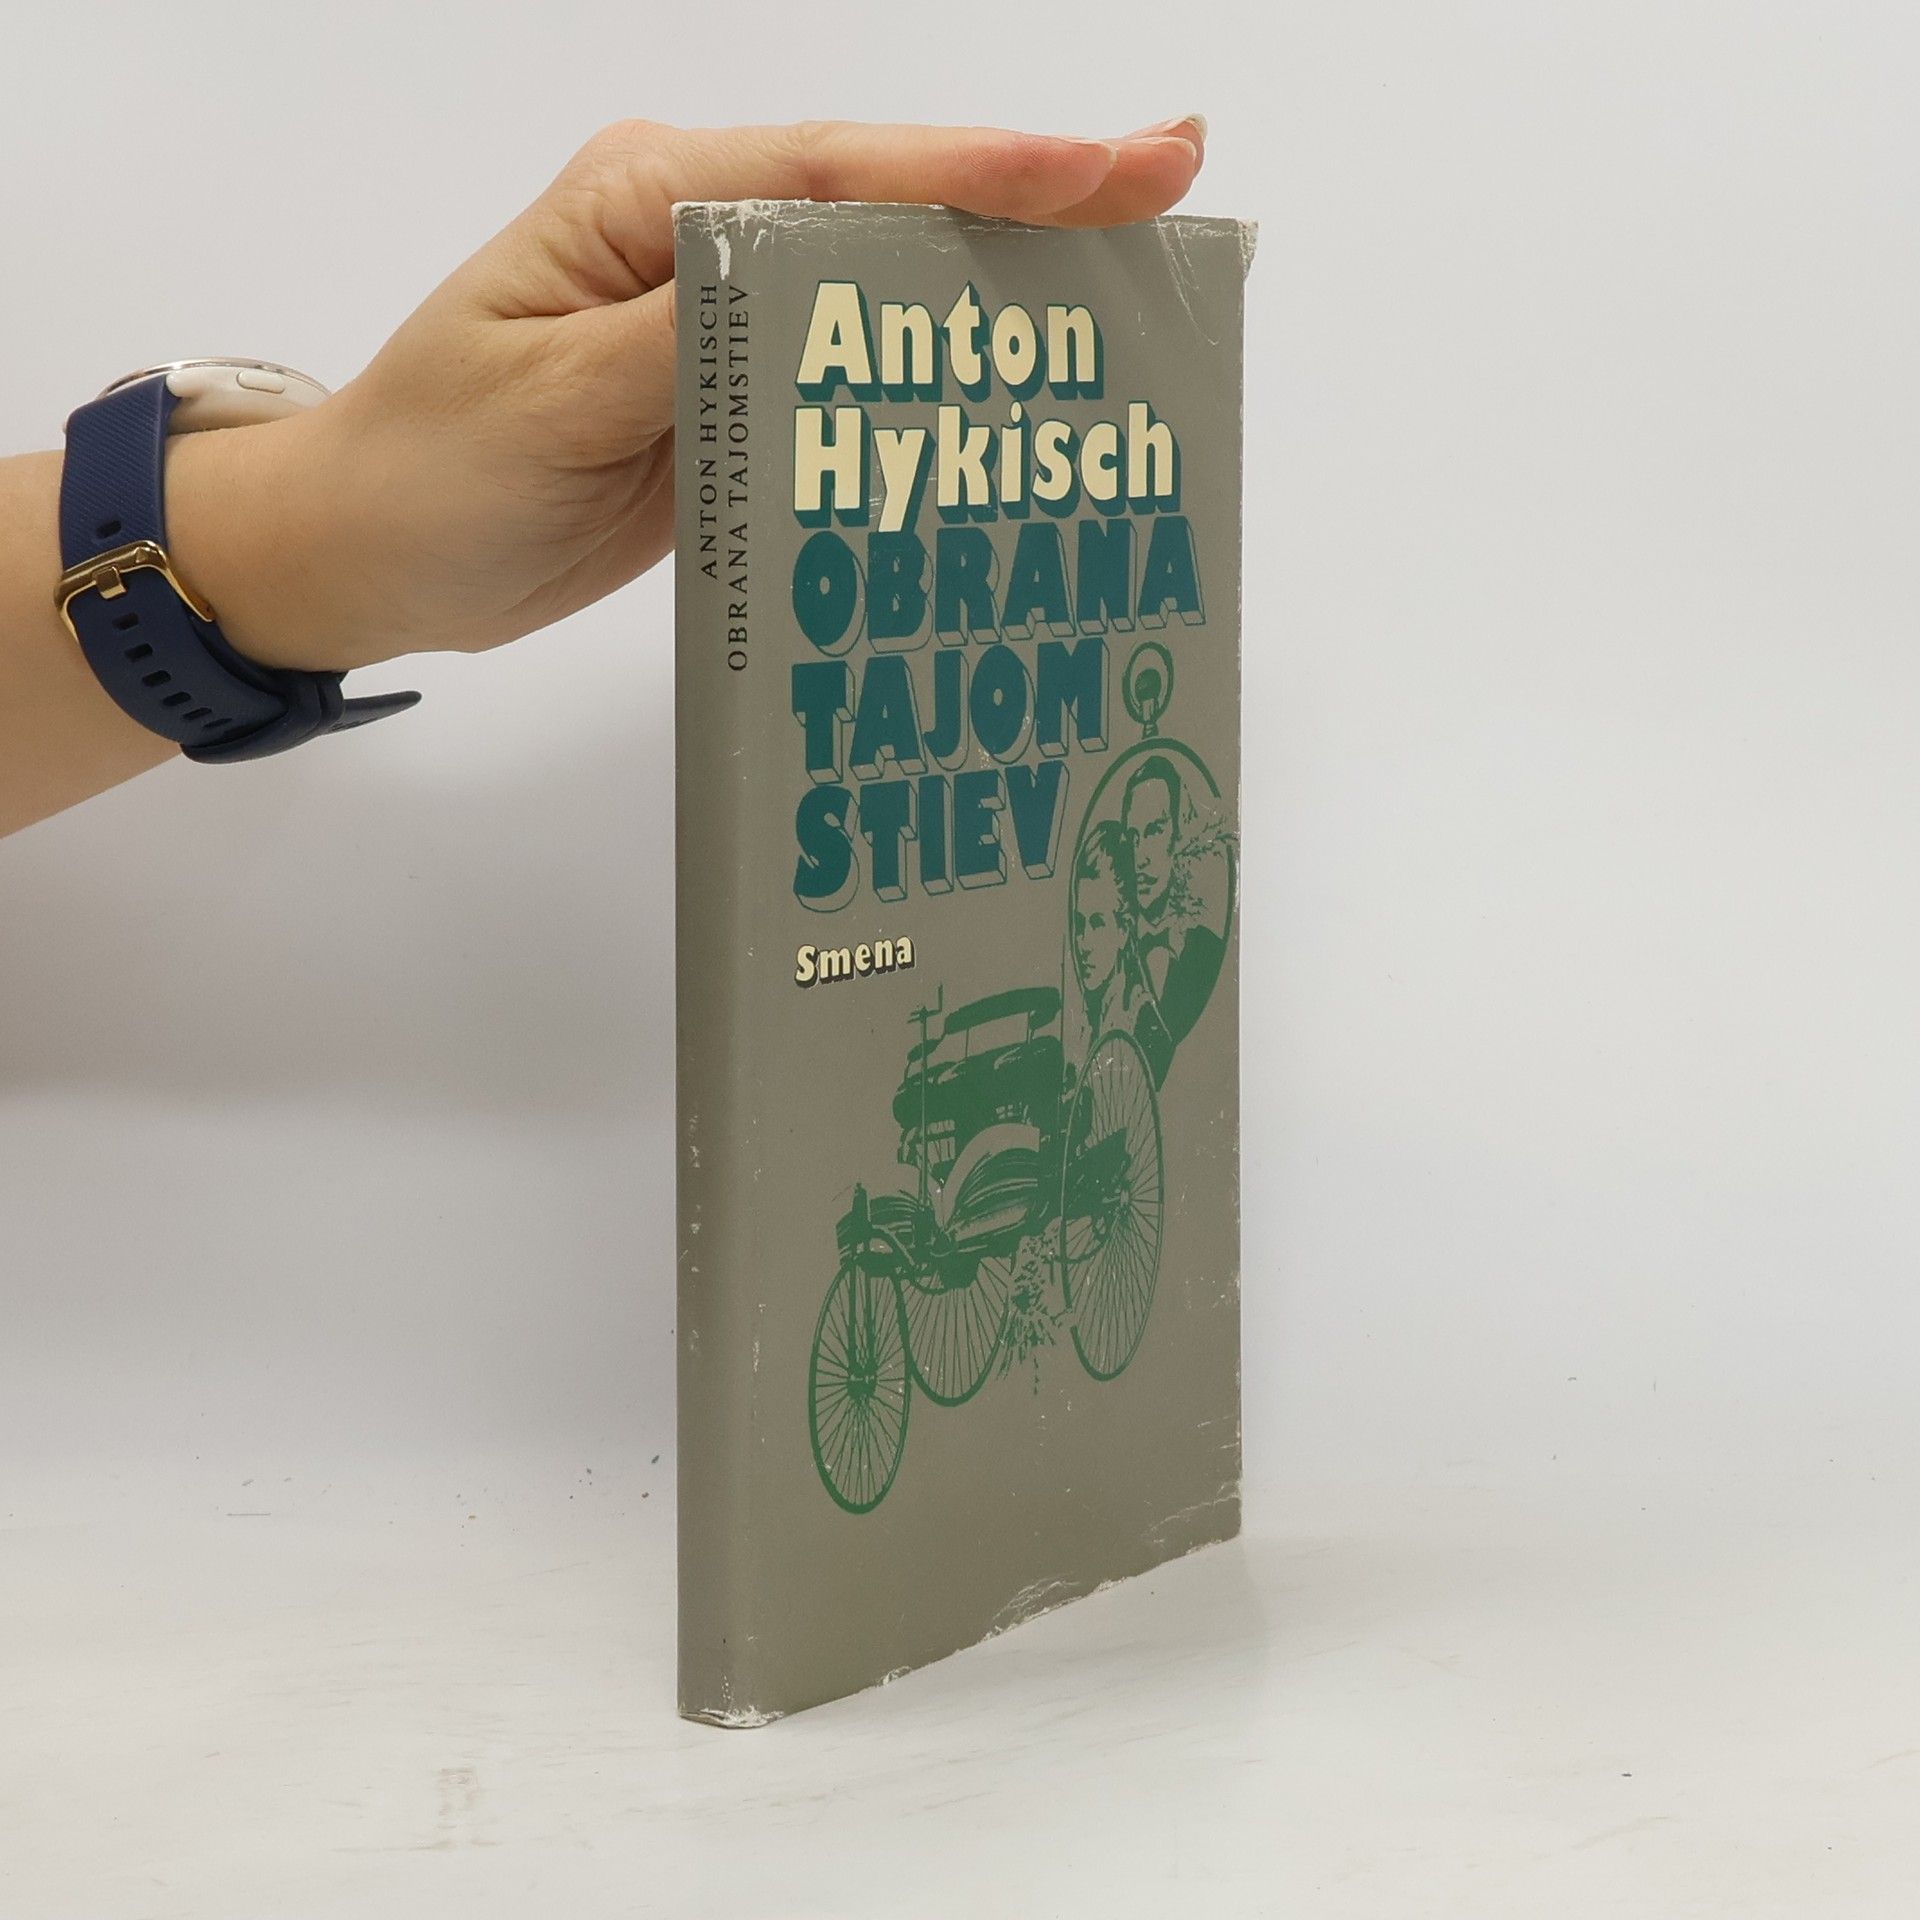 ANTON HYKISCH
OBRANA TAJOMSTIEV
Anton
Hykisch
OBRANA
TAJOM
STIEV
Smena